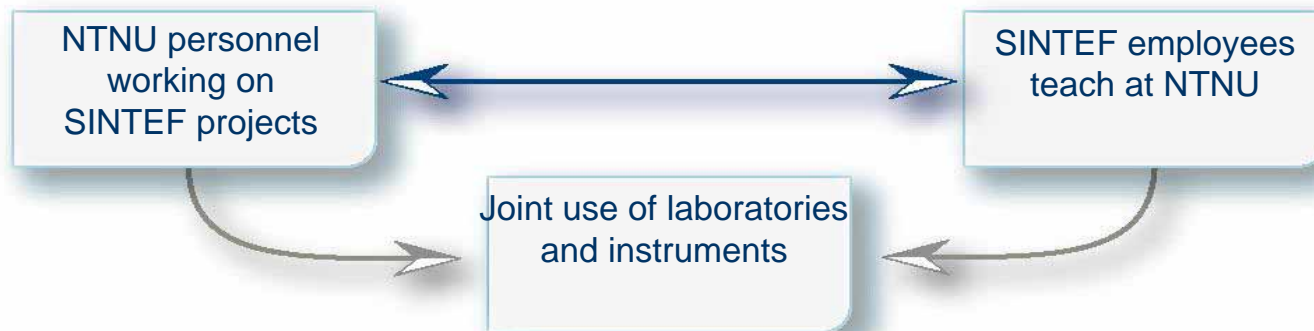 NTNU personnel
working on
SINTEF projects
SINTEF employees
teach at NTNU
Joint use of laboratories
and instruments